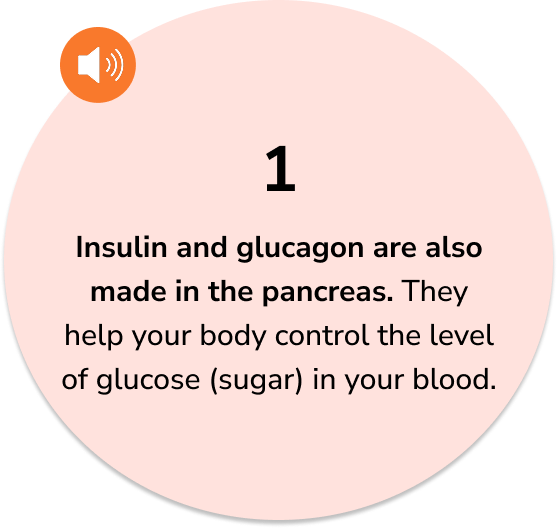 1
Insulin and glucagon are also
made in the pancreas. They
help your body control the level
of glucose (sugar) in your blood.